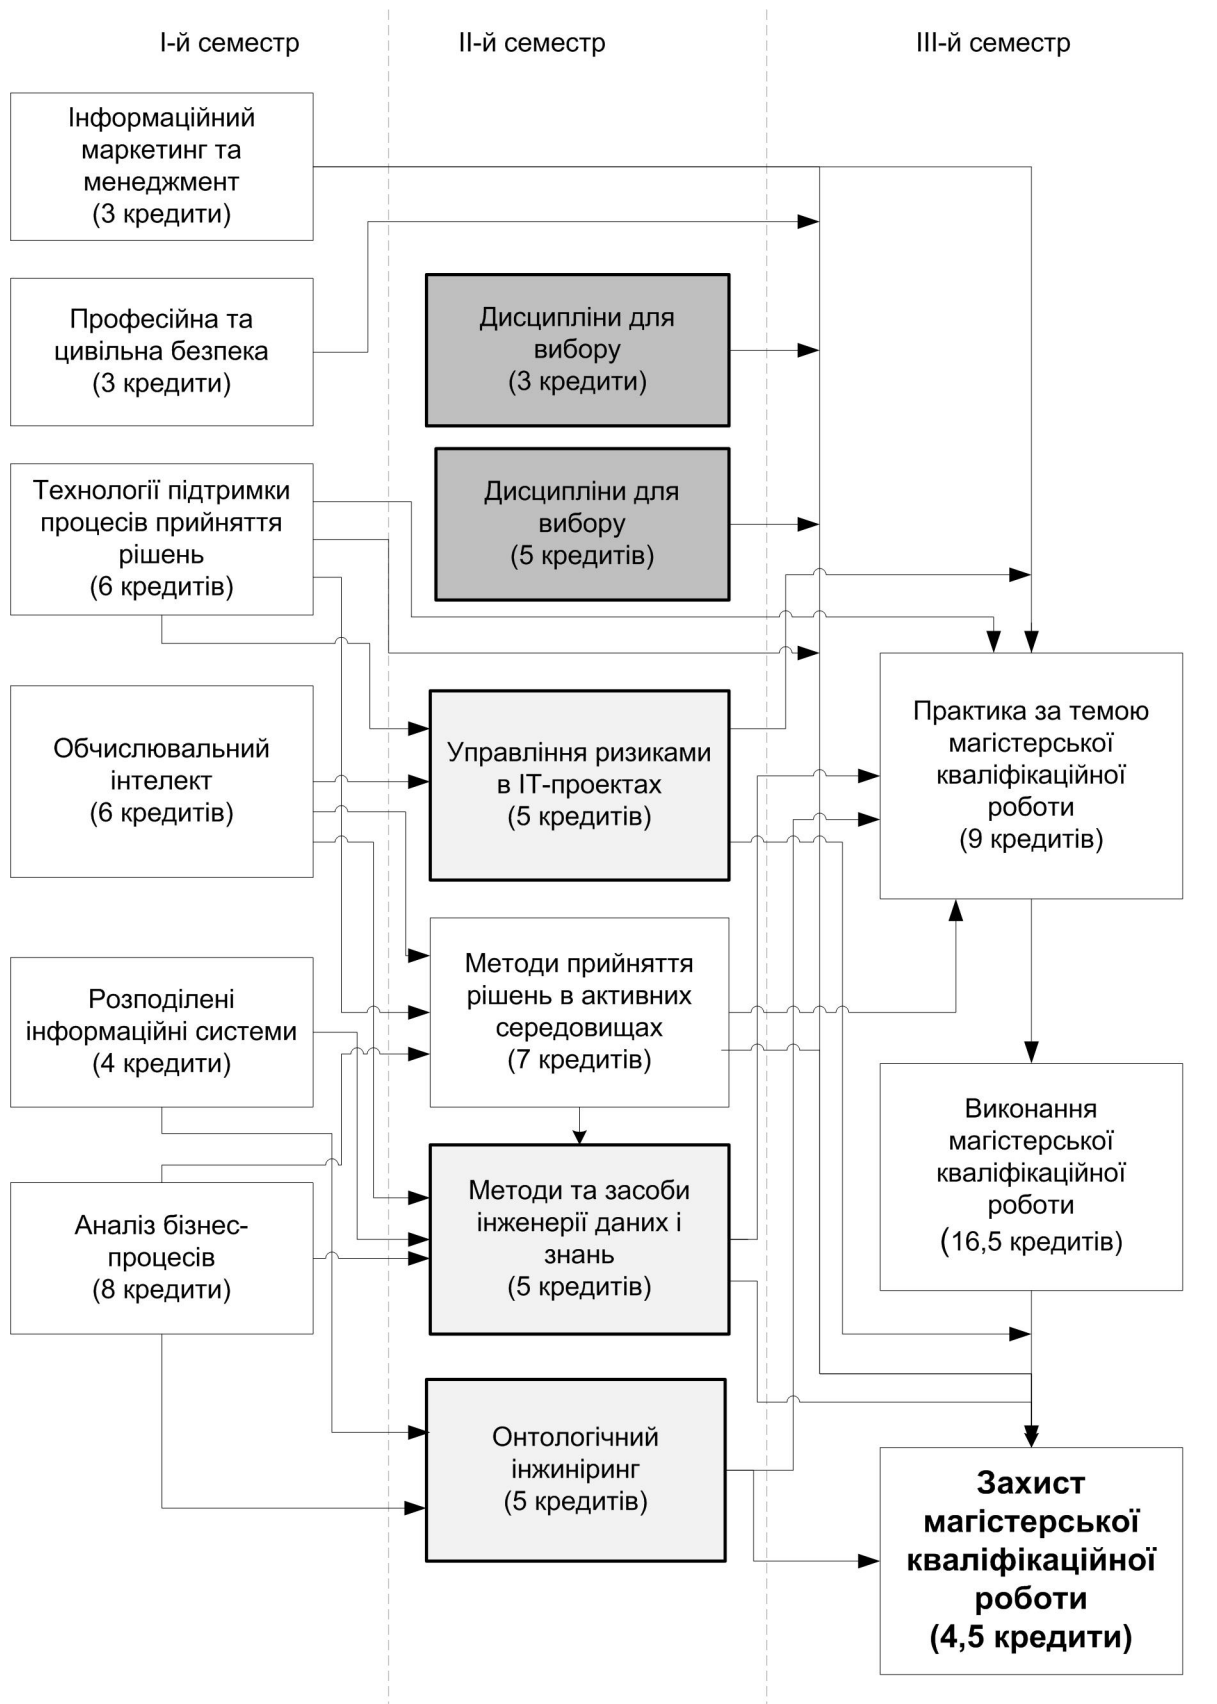 I-й семестр
II-й семестр
III-й семестр
Інформаційний
маркетинг та
менеджмент
(3 кредити)
Професійна та
цивільна безпека
(3 кредити)
Технології підтримки
процесів прийняття
рішень
(6 кредитів)
Обчислювальний
інтелект
(6 кредитів)
Розподілені
інформаційні системи
(4 кредити)
Аналіз бізнес-
процесів
(8 кредити)
Дисципліни для
вибору
(3 кредити)
Дисципліни для
вибору
(5 кредитів)
Управління ризиками
в ІТ-проектах
(5 кредитів)
Методи прийняття
рішень в активних
середовищах
(7 кредитів)
Методи та засоби
інженерії даних і
знань
(5 кредитів)
Онтологічний
інжиніринг
(5 кредитів)
Практика за темою
магістерської
кваліфікаційної
роботи
(9 кредитів)
Виконання
магістерської
кваліфікаційної
роботи
(16,5 кредитів)
Захист
магістерської
кваліфікаційної
роботи
(4,5 кредити)